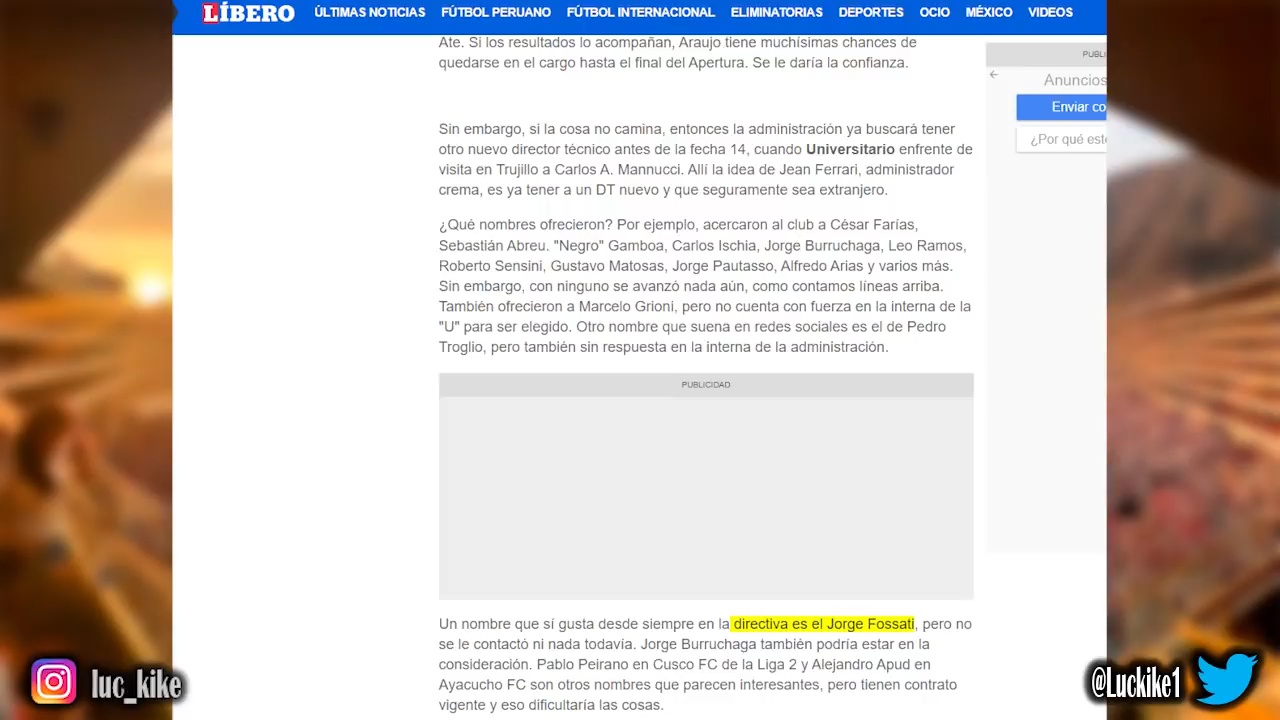 LÍBERO ÚLTIMAS NOTICIAS FÚTBOL PERUANO FÚTBOL INTERNACIONAL ELIMINATORIAS DEPORTES OCIO MÉXICO VIDEOS
Ate. Si los resultados lo acompañan, Araujo tiene muchísimas chances de
quedarse en el cargo hasta el final del Apertura. Se le daría la confianza.
Sin embargo, si la cosa no camina, entonces la administración ya buscará tener
otro nuevo director técnico antes de la fecha 14, cuando Universitario enfrente de
visita en Trujillo a Carlos A. Mannucci. Allí la idea de Jean Ferrari, administrador
crema, es ya tener a un DT nuevo y que seguramente sea extranjero.
¿Qué nombres ofrecieron? Por ejemplo, acercaron al club a César Farías,
Sebastián Abreu. "Negro" Gamboa, Carlos Ischia, Jorge Burruchaga, Leo Ramos,
Roberto Sensini, Gustavo Matosas, Jorge Pautasso, Alfredo Arias y varios más.
Sin embargo, con ninguno se avanzó nada aún, como contamos líneas arriba.
También ofrecieron a Marcelo Grioni, pero no cuenta con fuerza en la interna de la
"U" para ser elegido. Otro nombre que suena en redes sociales es el de Pedro
Troglio, pero también sin respuesta en la interna de la administración.
PUBLICIDAD
Un nombre que sí gusta desde siempre en la directiva es el Jorge Fossati, pero no
se le contactó ni nada todavía. Jorge Burruchaga también podría estar en la
consideración. Pablo Peirano en Cusco FC de la Liga 2 y Alejandro Apud en
Ayacucho FC son otros nombres que parecen interesantes, pero tienen contrato
vigente y eso dificultaría las cosas.
PUBLI
Anuncios
Enviar co
¿Por qué este
luc_kike
@Luckike1